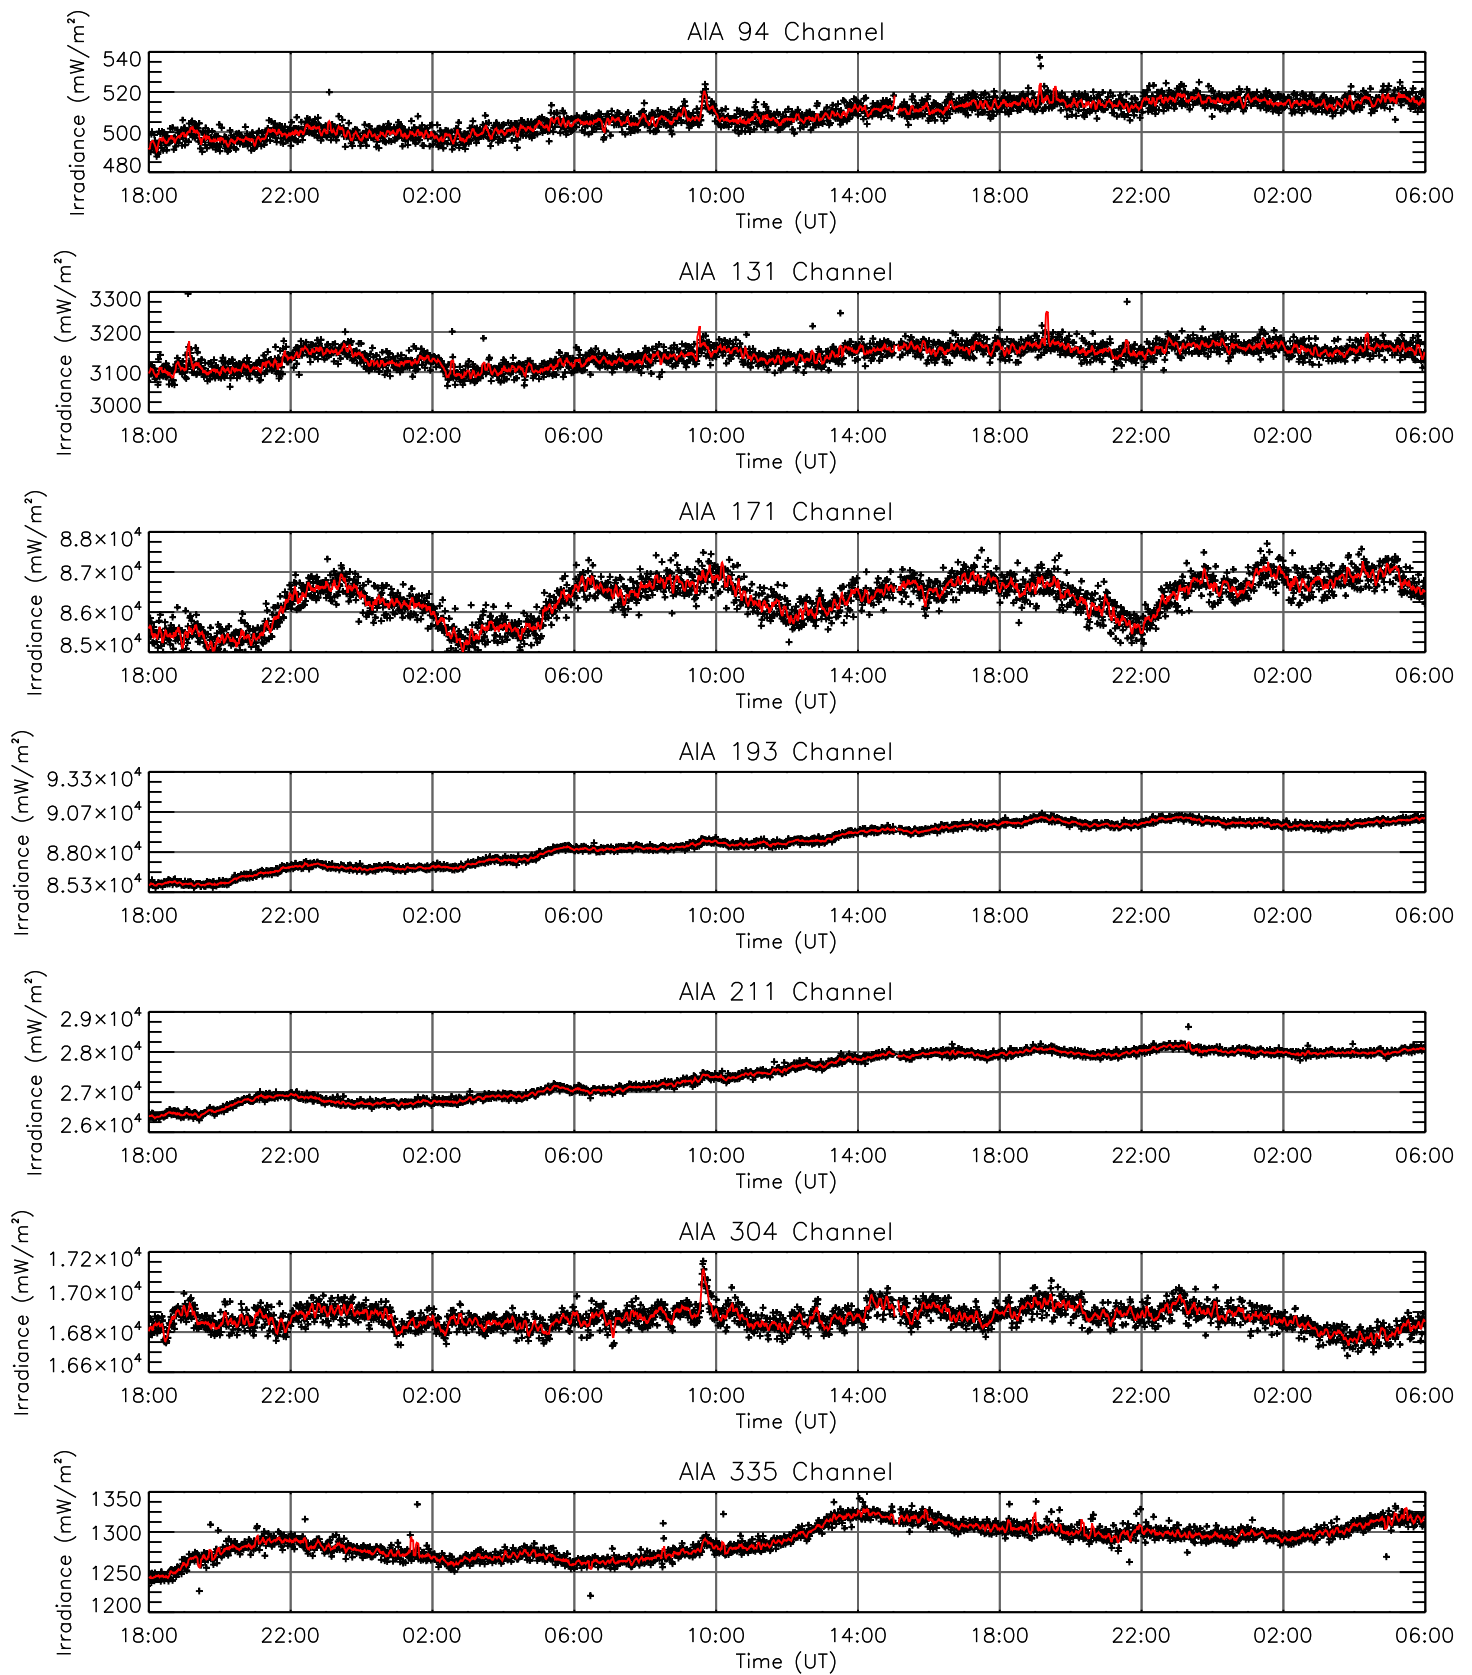 AIA 94 Channel
Irradiance (mW/m²)
540
520
500
480
18:00 22:00 02:00 06:00 10:00 14:00 18:00 22:00 02:00 06:00
Time (UT)
AIA 131 Channel
Irradiance (mW/m²)
3300
3200
3100
3000
18:00 22:00 02:00 06:00 10:00 14:00 18:00 22:00 02:00 06:00
Time (UT)
AIA 171 Channel
Irradiance (mW/m²)
8.8×10⁴
8.7×10⁴
8.6×10⁴
8.5×10⁴
18:00 22:00 02:00 06:00 10:00 14:00 18:00 22:00 02:00 06:00
Time (UT)
AIA 193 Channel
Irradiance (mW/m²)
9.33×10⁴
9.07×10⁴
8.80×10⁴
8.53×10⁴
18:00 22:00 02:00 06:00 10:00 14:00 18:00 22:00 02:00 06:00
Time (UT)
AIA 211 Channel
Irradiance (mW/m²)
2.9×10⁴
2.8×10⁴
2.7×10⁴
2.6×10⁴
18:00 22:00 02:00 06:00 10:00 14:00 18:00 22:00 02:00 06:00
Time (UT)
AIA 304 Channel
Irradiance (mW/m²)
1.72×10⁴
1.70×10⁴
1.68×10⁴
1.66×10⁴
18:00 22:00 02:00 06:00 10:00 14:00 18:00 22:00 02:00 06:00
Time (UT)
AIA 335 Channel
Irradiance (mW/m²)
1350
1300
1250
1200
18:00 22:00 02:00 06:00 10:00 14:00 18:00 22:00 02:00 06:00
Time (UT)